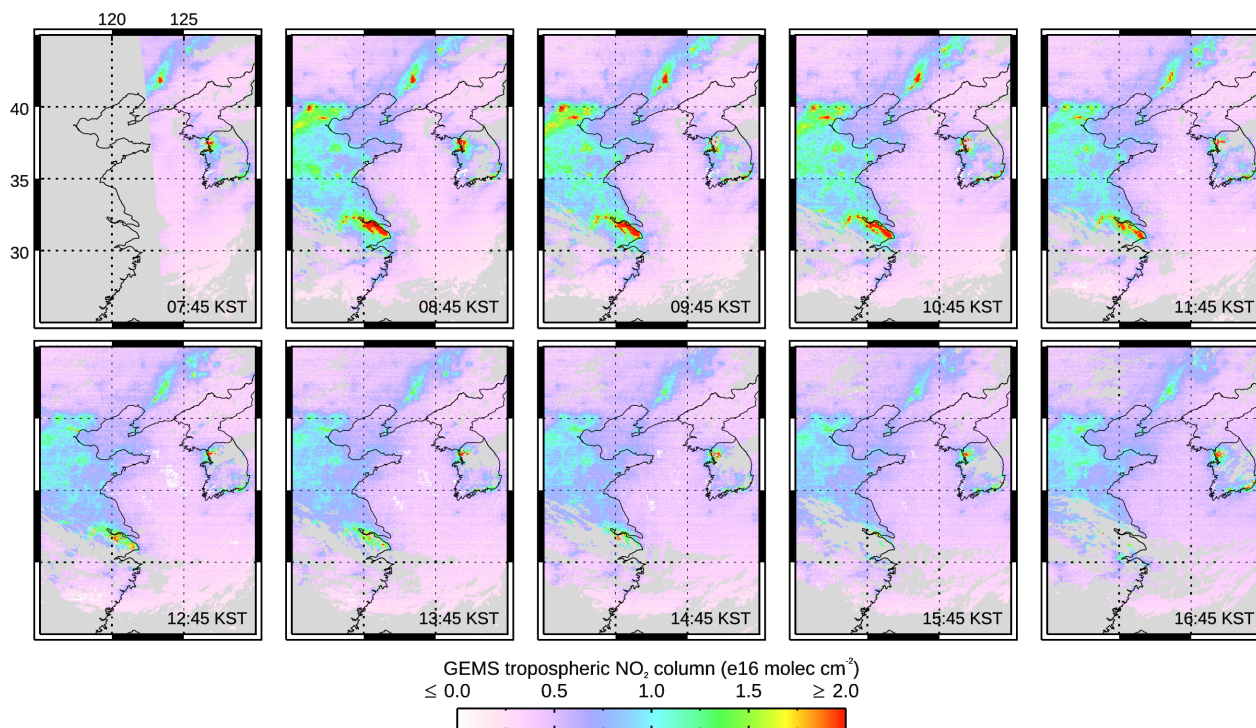 120 125
40
35
30
07:45 KST
08:45 KST
09:45 KST
10:45 KST
11:45 KST
12:45 KST
13:45 KST
14:45 KST
15:45 KST
16:45 KST
GEMS tropospheric NO₂ column (e16 molec cm⁻²)
≤ 0.0 0.5 1.0 1.5 ≥ 2.0